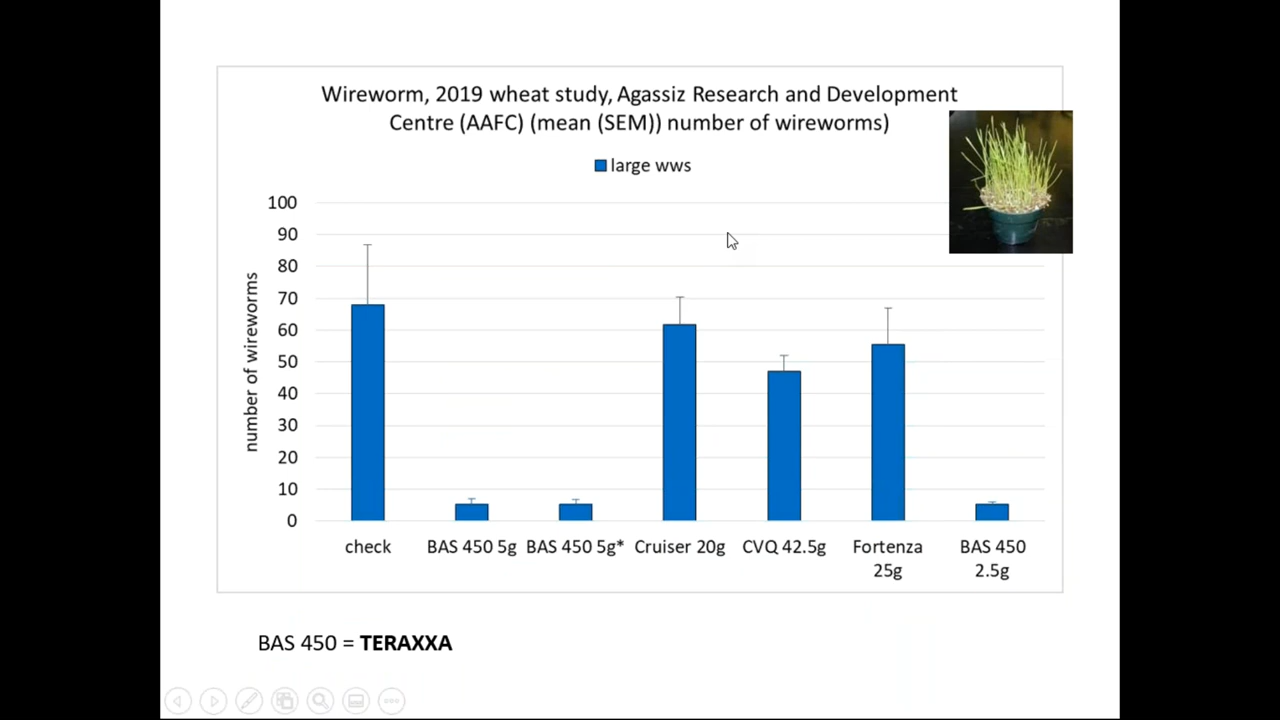 Wireworm, 2019 wheat study, Agassiz Research and Development
Centre (AAFC) (mean (SEM)) number of wireworms)
large wws
number of wireworms
100
90
80
70
60
50
40
30
20
10
0
check
BAS 450 5g
BAS 450 5g*
Cruiser 20g
CVQ 42.5g
Fortenza
25g
BAS 450
2.5g
BAS 450 = TERAXXA